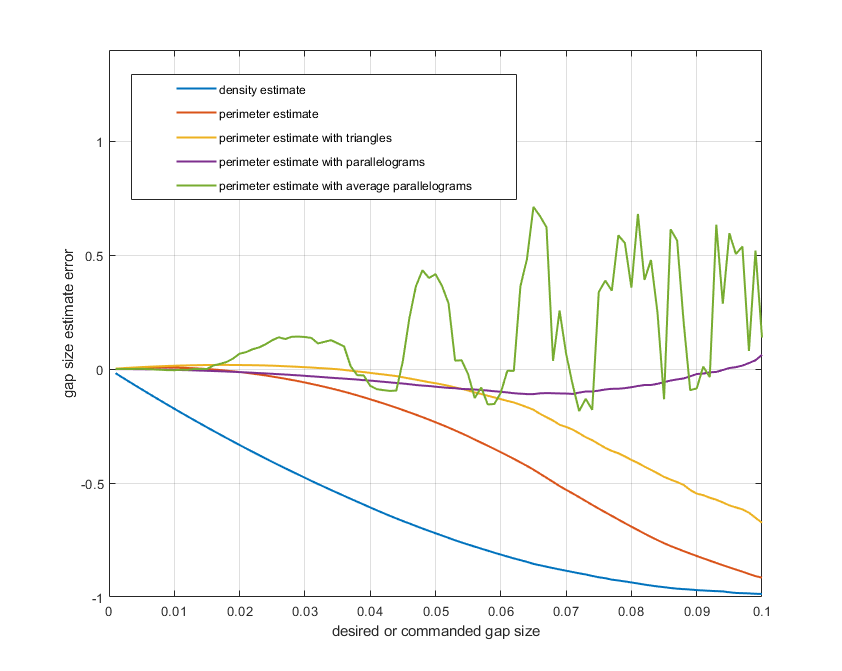 density estimate
perimeter estimate
perimeter estimate with triangles
perimeter estimate with parallelograms
perimeter estimate with average parallelograms
1
0.5
0
-0.5
-1
gap size estimate error
0 0.01 0.02 0.03 0.04 0.05 0.06 0.07 0.08 0.09 0.1
desired or commanded gap size